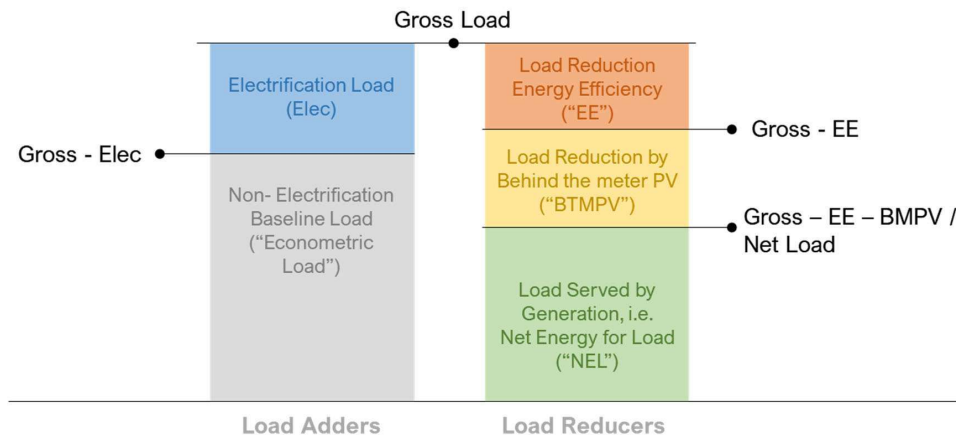 Gross Load
Electrification Load
(Elec)
Gross - Elec
Non- Electrification
Baseline Load
(“Econometric
Load”)
Load Reduction
Energy Efficiency
(“EE”)
Gross - EE
Load Reduction by
Behind the meter PV
(“BTMPV”)
Gross – EE – BMPV /
Net Load
Load Served by
Generation, i.e.
Net Energy for Load
(“NEL”)
Load Adders
Load Reducers